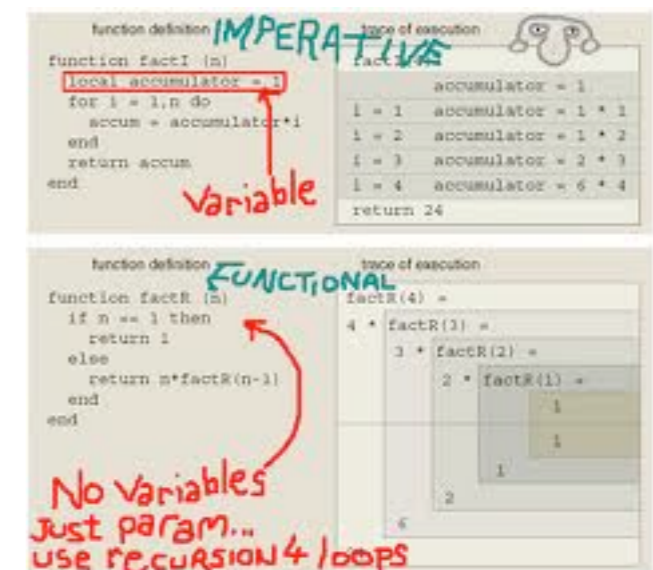 function definition
IMPERATIVE
trace of execution
function factI (n)
local accumulator = 1
for i = 1,n do
accum = accumulator*i
end
return accum
end
Variable
accumulator = 1
i = 1 accumulator = 1 * 1
i = 2 accumulator = 1 * 2
i = 3 accumulator = 2 * 3
i = 4 accumulator = 6 * 4
return 24
function definition
FUNCTIONAL
trace of execution
function factR (n)
if n == 1 then
return 1
else
return n*factR(n-1)
end
end
No Variables
Just param...
use recursion 4 loops
factR(4) =
4 * factR(3) =
3 * factR(2) =
2 * factR(1) =
1
1
1
2
6